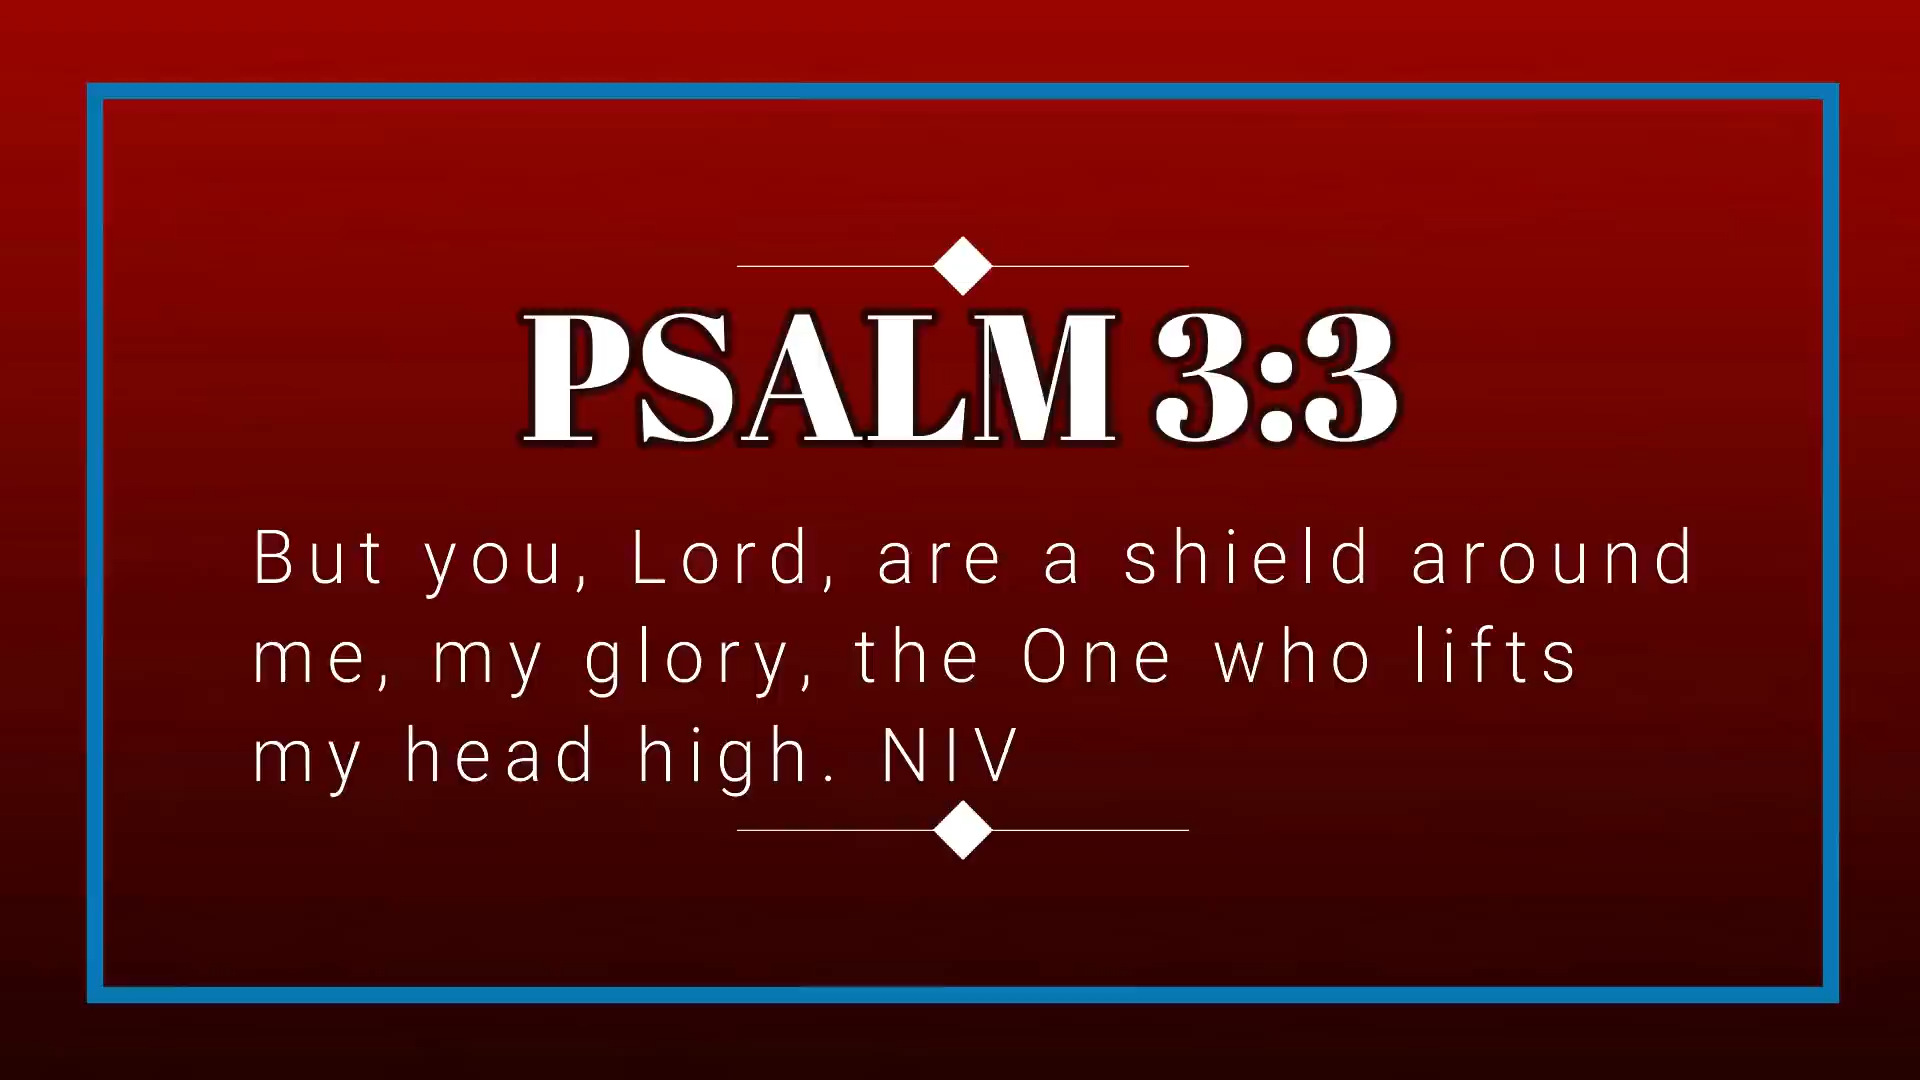 PSALM 3:3
But you, Lord, are a shield around
me, my glory, the One who lifts
my head high. NIV